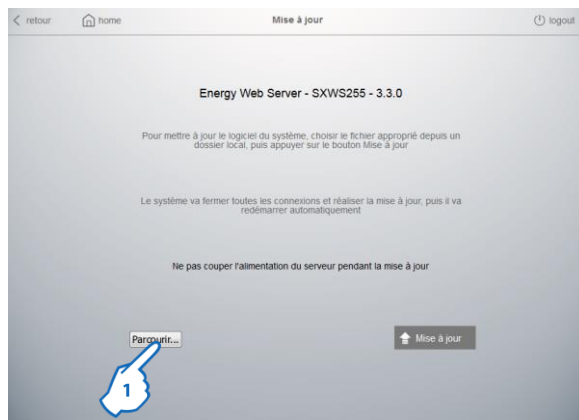 retour
home
Mise à jour
logout
Energy Web Server - SXWS255 - 3.3.0
Pour mettre à jour le logiciel du système, choisir le fichier approprié depuis un
dossier local, puis appuyer sur le bouton Mise à jour
Le système va fermer toutes les connexions et réaliser la mise à jour, puis il va
redémarrer automatiquement
Ne pas couper l'alimentation du serveur pendant la mise à jour
Parcourir...
Mise à jour
1